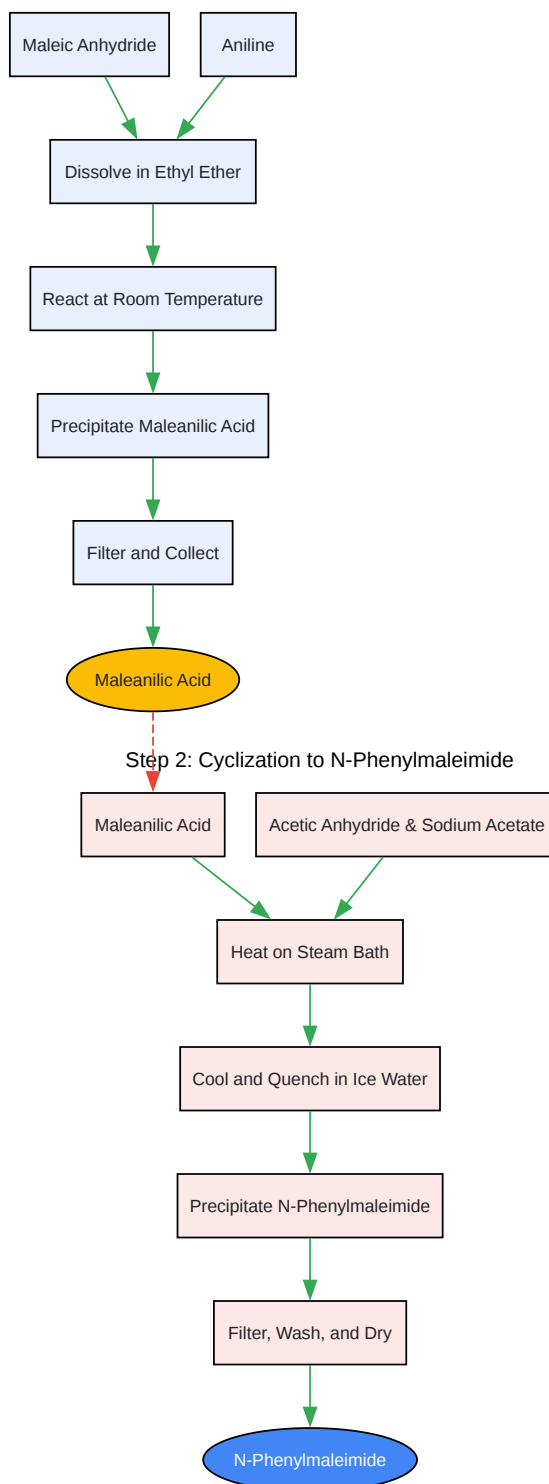 Maleic Anhydride
Aniline
Dissolve in Ethyl Ether
React at Room Temperature
Precipitate Maleanilic Acid
Filter and Collect
Maleanilic Acid
Step 2: Cyclization to N-Phenylmaleimide
Maleanilic Acid
Acetic Anhydride & Sodium Acetate
Heat on Steam Bath
Cool and Quench in Ice Water
Precipitate N-Phenylmaleimide
Filter, Wash, and Dry
N-Phenylmaleimide